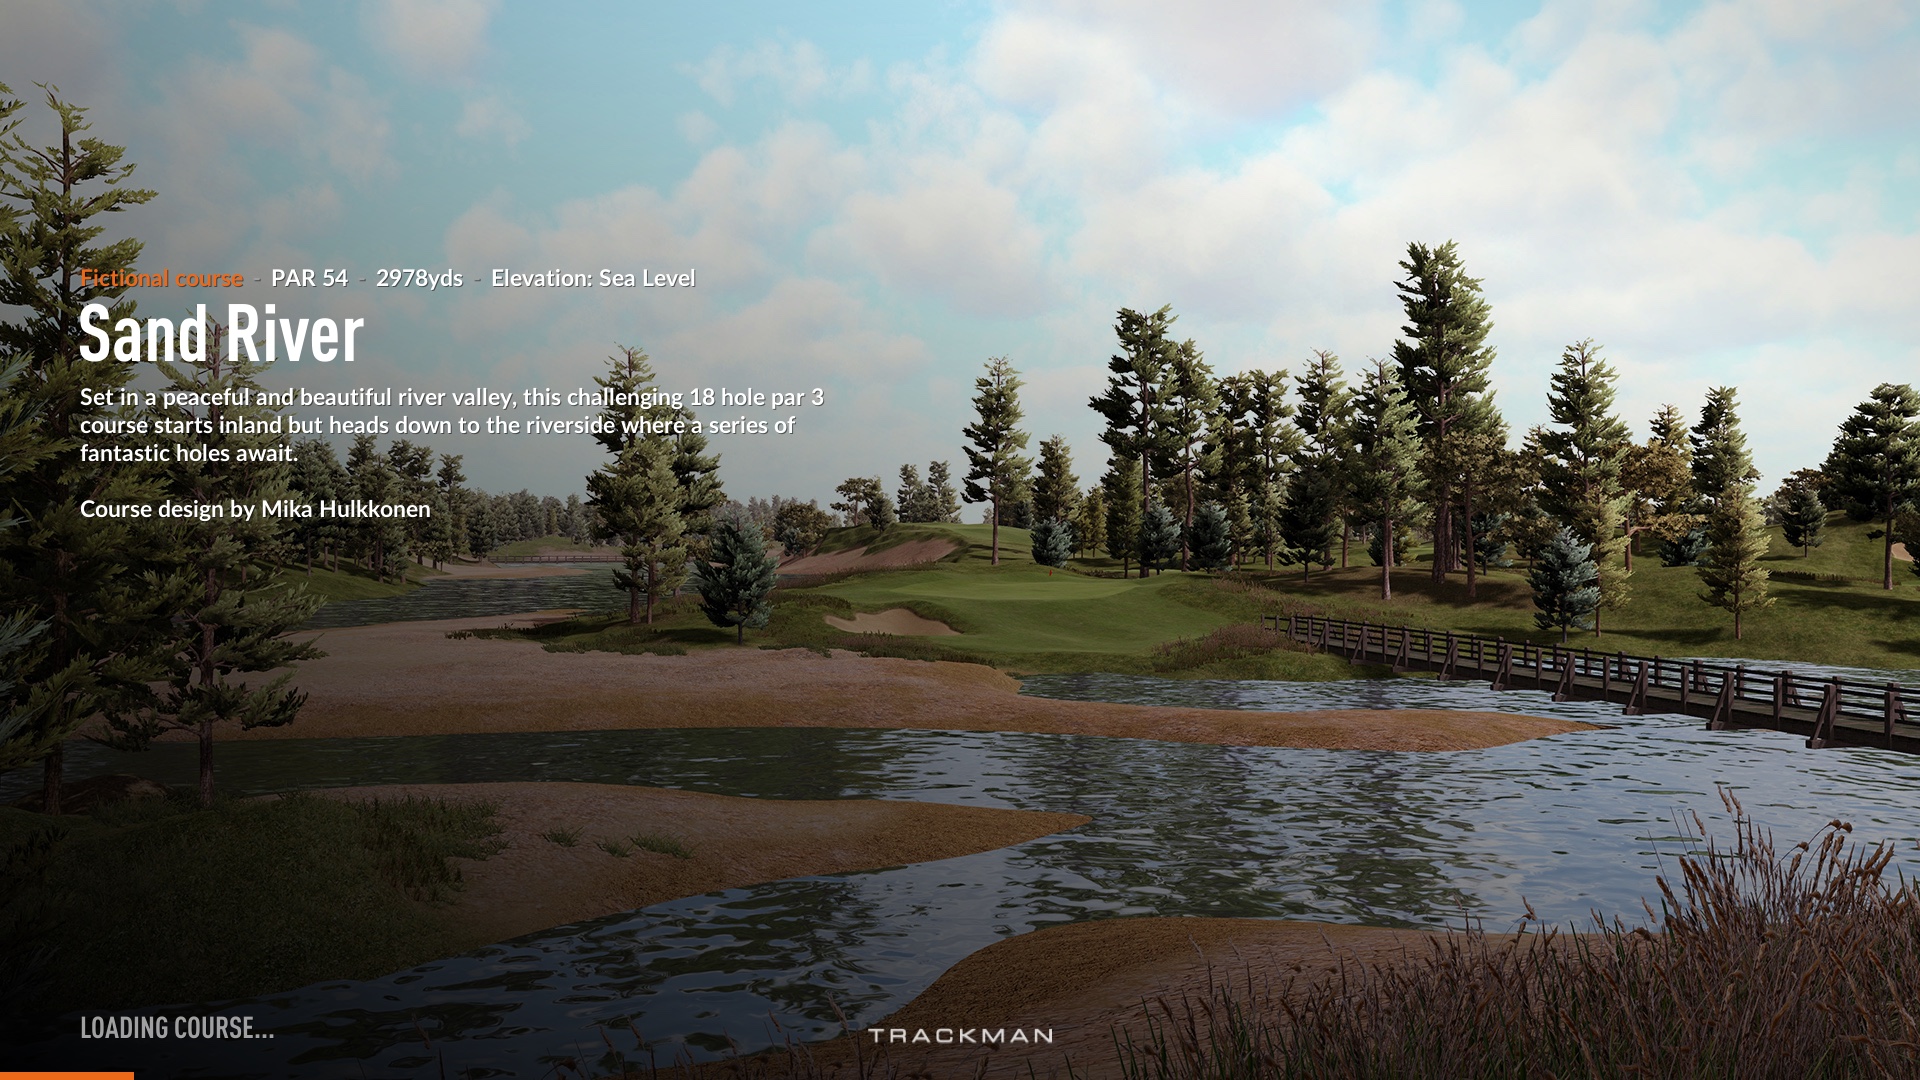 Fictional course - PAR 54 - 2978yds - Elevation: Sea Level
Sand River
Set in a peaceful and beautiful river valley, this challenging 18 hole par 3
course starts inland but heads down to the riverside where a series of
fantastic holes await.
Course design by Mika Hulkkonen
LOADING COURSE...
TRACKMAN